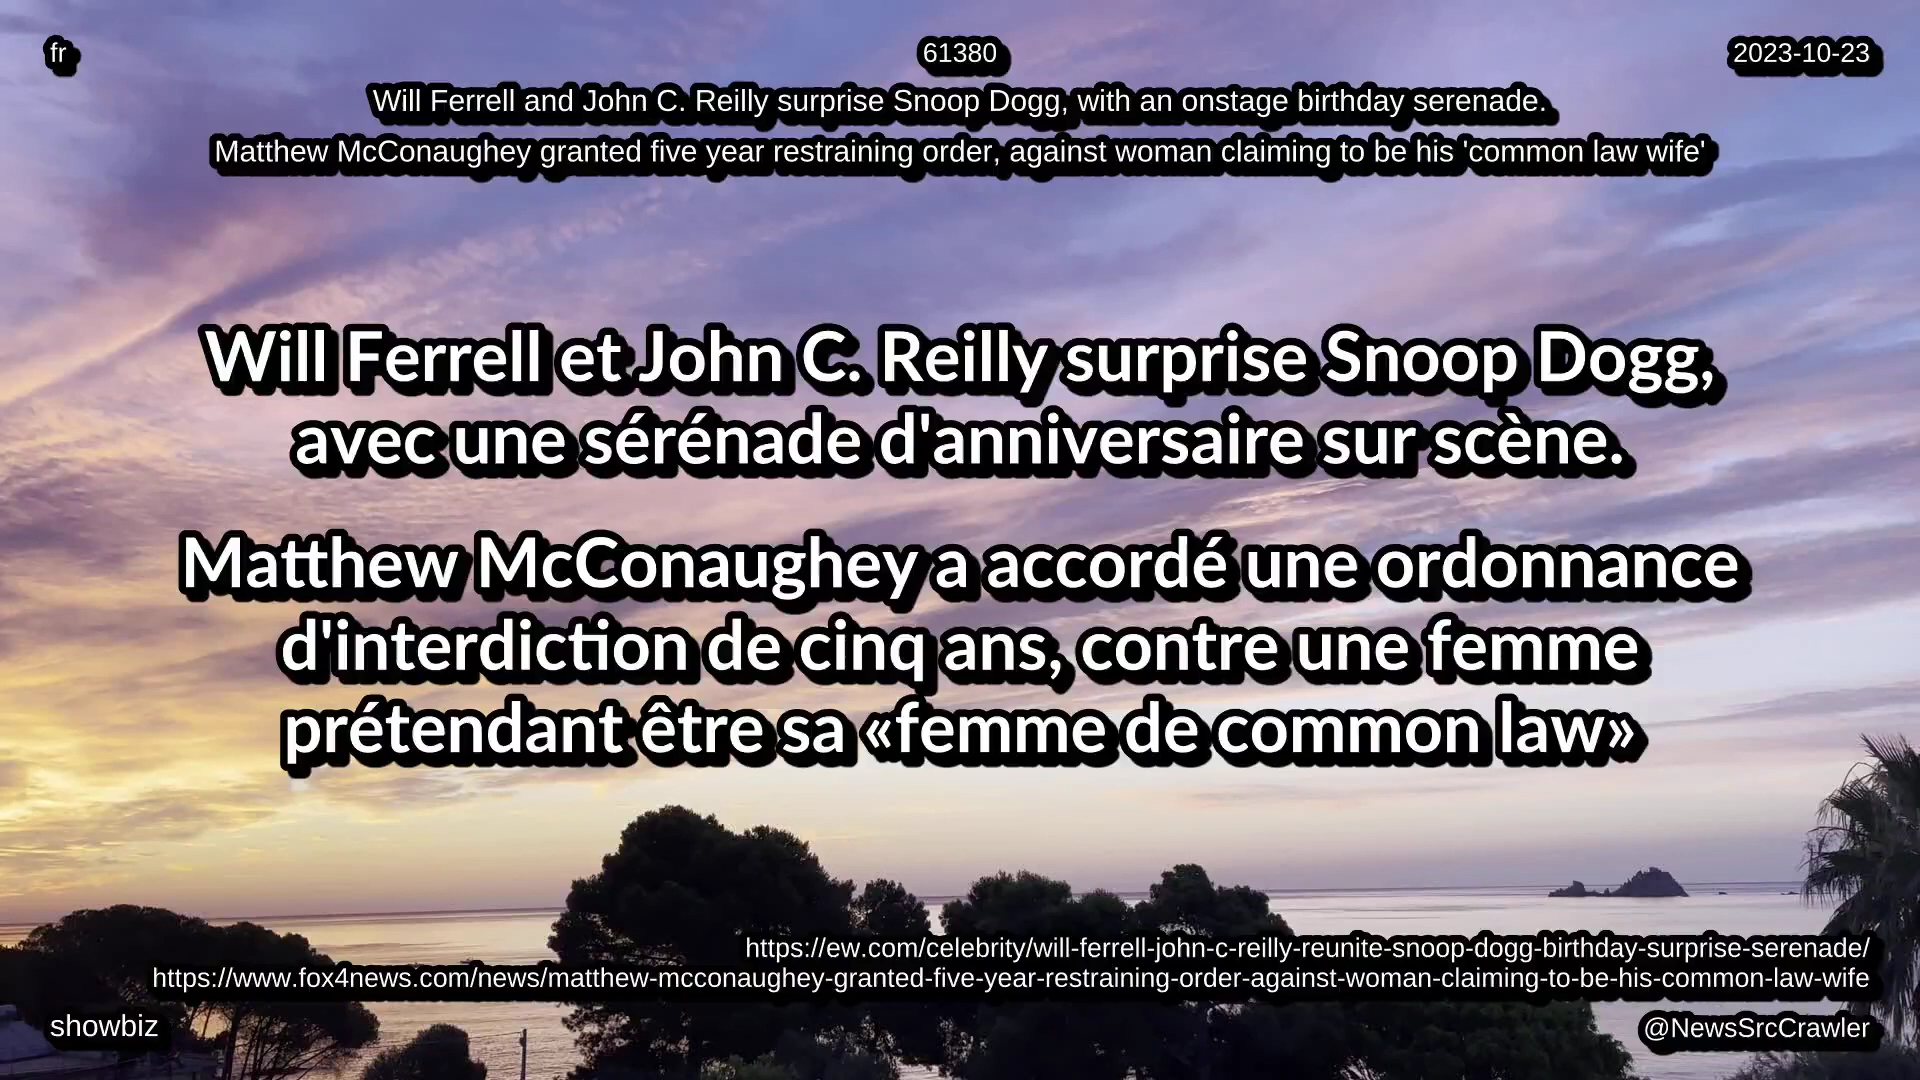 fr
61380
2023-10-23
Will Ferrell and John C. Reilly surprise Snoop Dogg, with an onstage birthday serenade.
Matthew McConaughey granted five year restraining order, against woman claiming to be his 'common law wife'
Will Ferrell et John C. Reilly surprise Snoop Dogg,
avec une sérénade d'anniversaire sur scène.
Matthew McConaughey a accordé une ordonnance
d'interdiction de cinq ans, contre une femme
prétendant être sa «femme de common law»
https://ew.com/celebrity/will-ferrell-john-c-reilly-reunite-snoop-dogg-birthday-surprise-serenade/
https://www.fox4news.com/news/matthew-mcconaughey-granted-five-year-restraining-order-against-woman-claiming-to-be-his-common-law-wife
showbiz
@NewsSrcCrawler